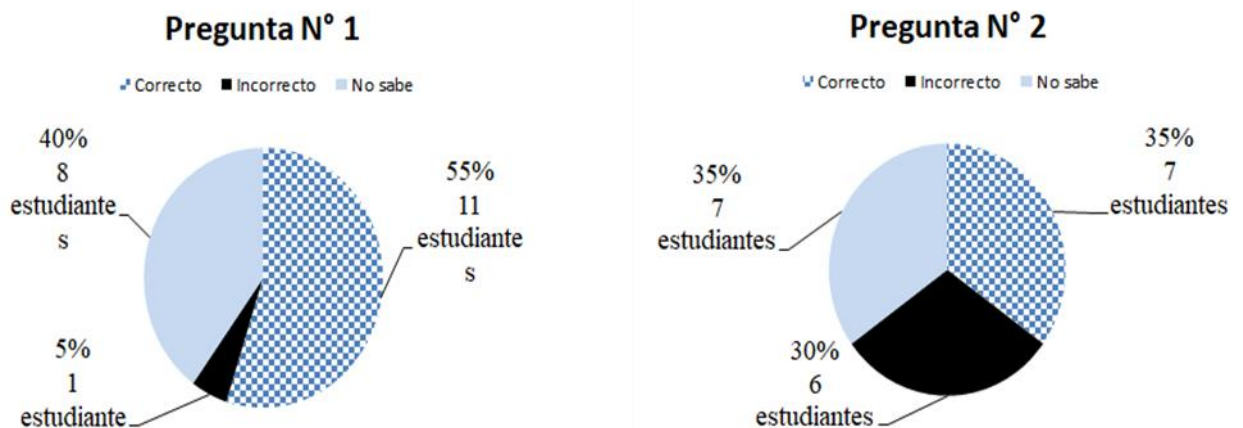 Pregunta N° 1
Correcto Incorrecto No sabe
40%
8
estudiante
s
55%
11
estudiante
s
5%
1
estudiante
Pregunta N° 2
Correcto Incorrecto No sabe
35%
7
estudiantes
35%
7
estudiantes
30%
6
estudiantes